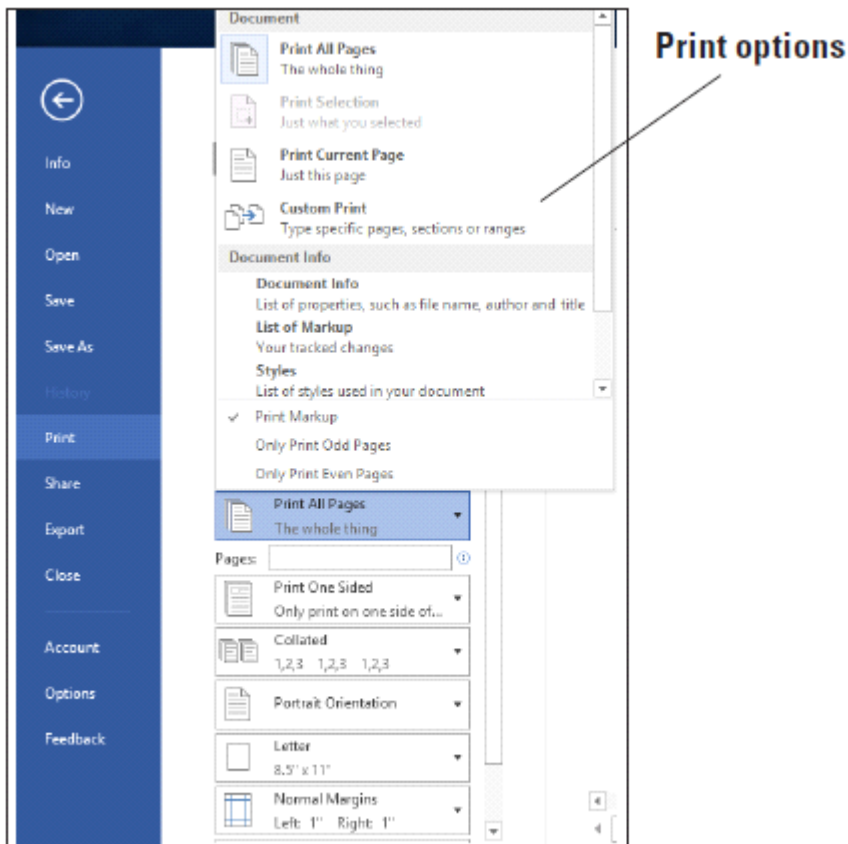 Print options
Info
New
Open
Save
Save As
History
Print
Share
Export
Close
Account
Options
Feedback
Document
Print All Pages
The whole thing
Print Selection
Just what you selected
Print Current Page
Just this page
Custom Print
Type specific pages, sections or ranges
Document Info
Document Info
List of properties, such as file name, author and title
List of Markup
Your tracked changes
Styles
List of styles used in your document
✓ Print Markup
Only Print Odd Pages
Only Print Even Pages
Print All Pages
The whole thing
Pages:
Print One Sided
Only print on one side of...
Collated
1,2,3 1,2,3 1,2,3
Portrait Orientation
Letter
8.5" x 11"
Normal Margins
Left: 1" Right: 1"